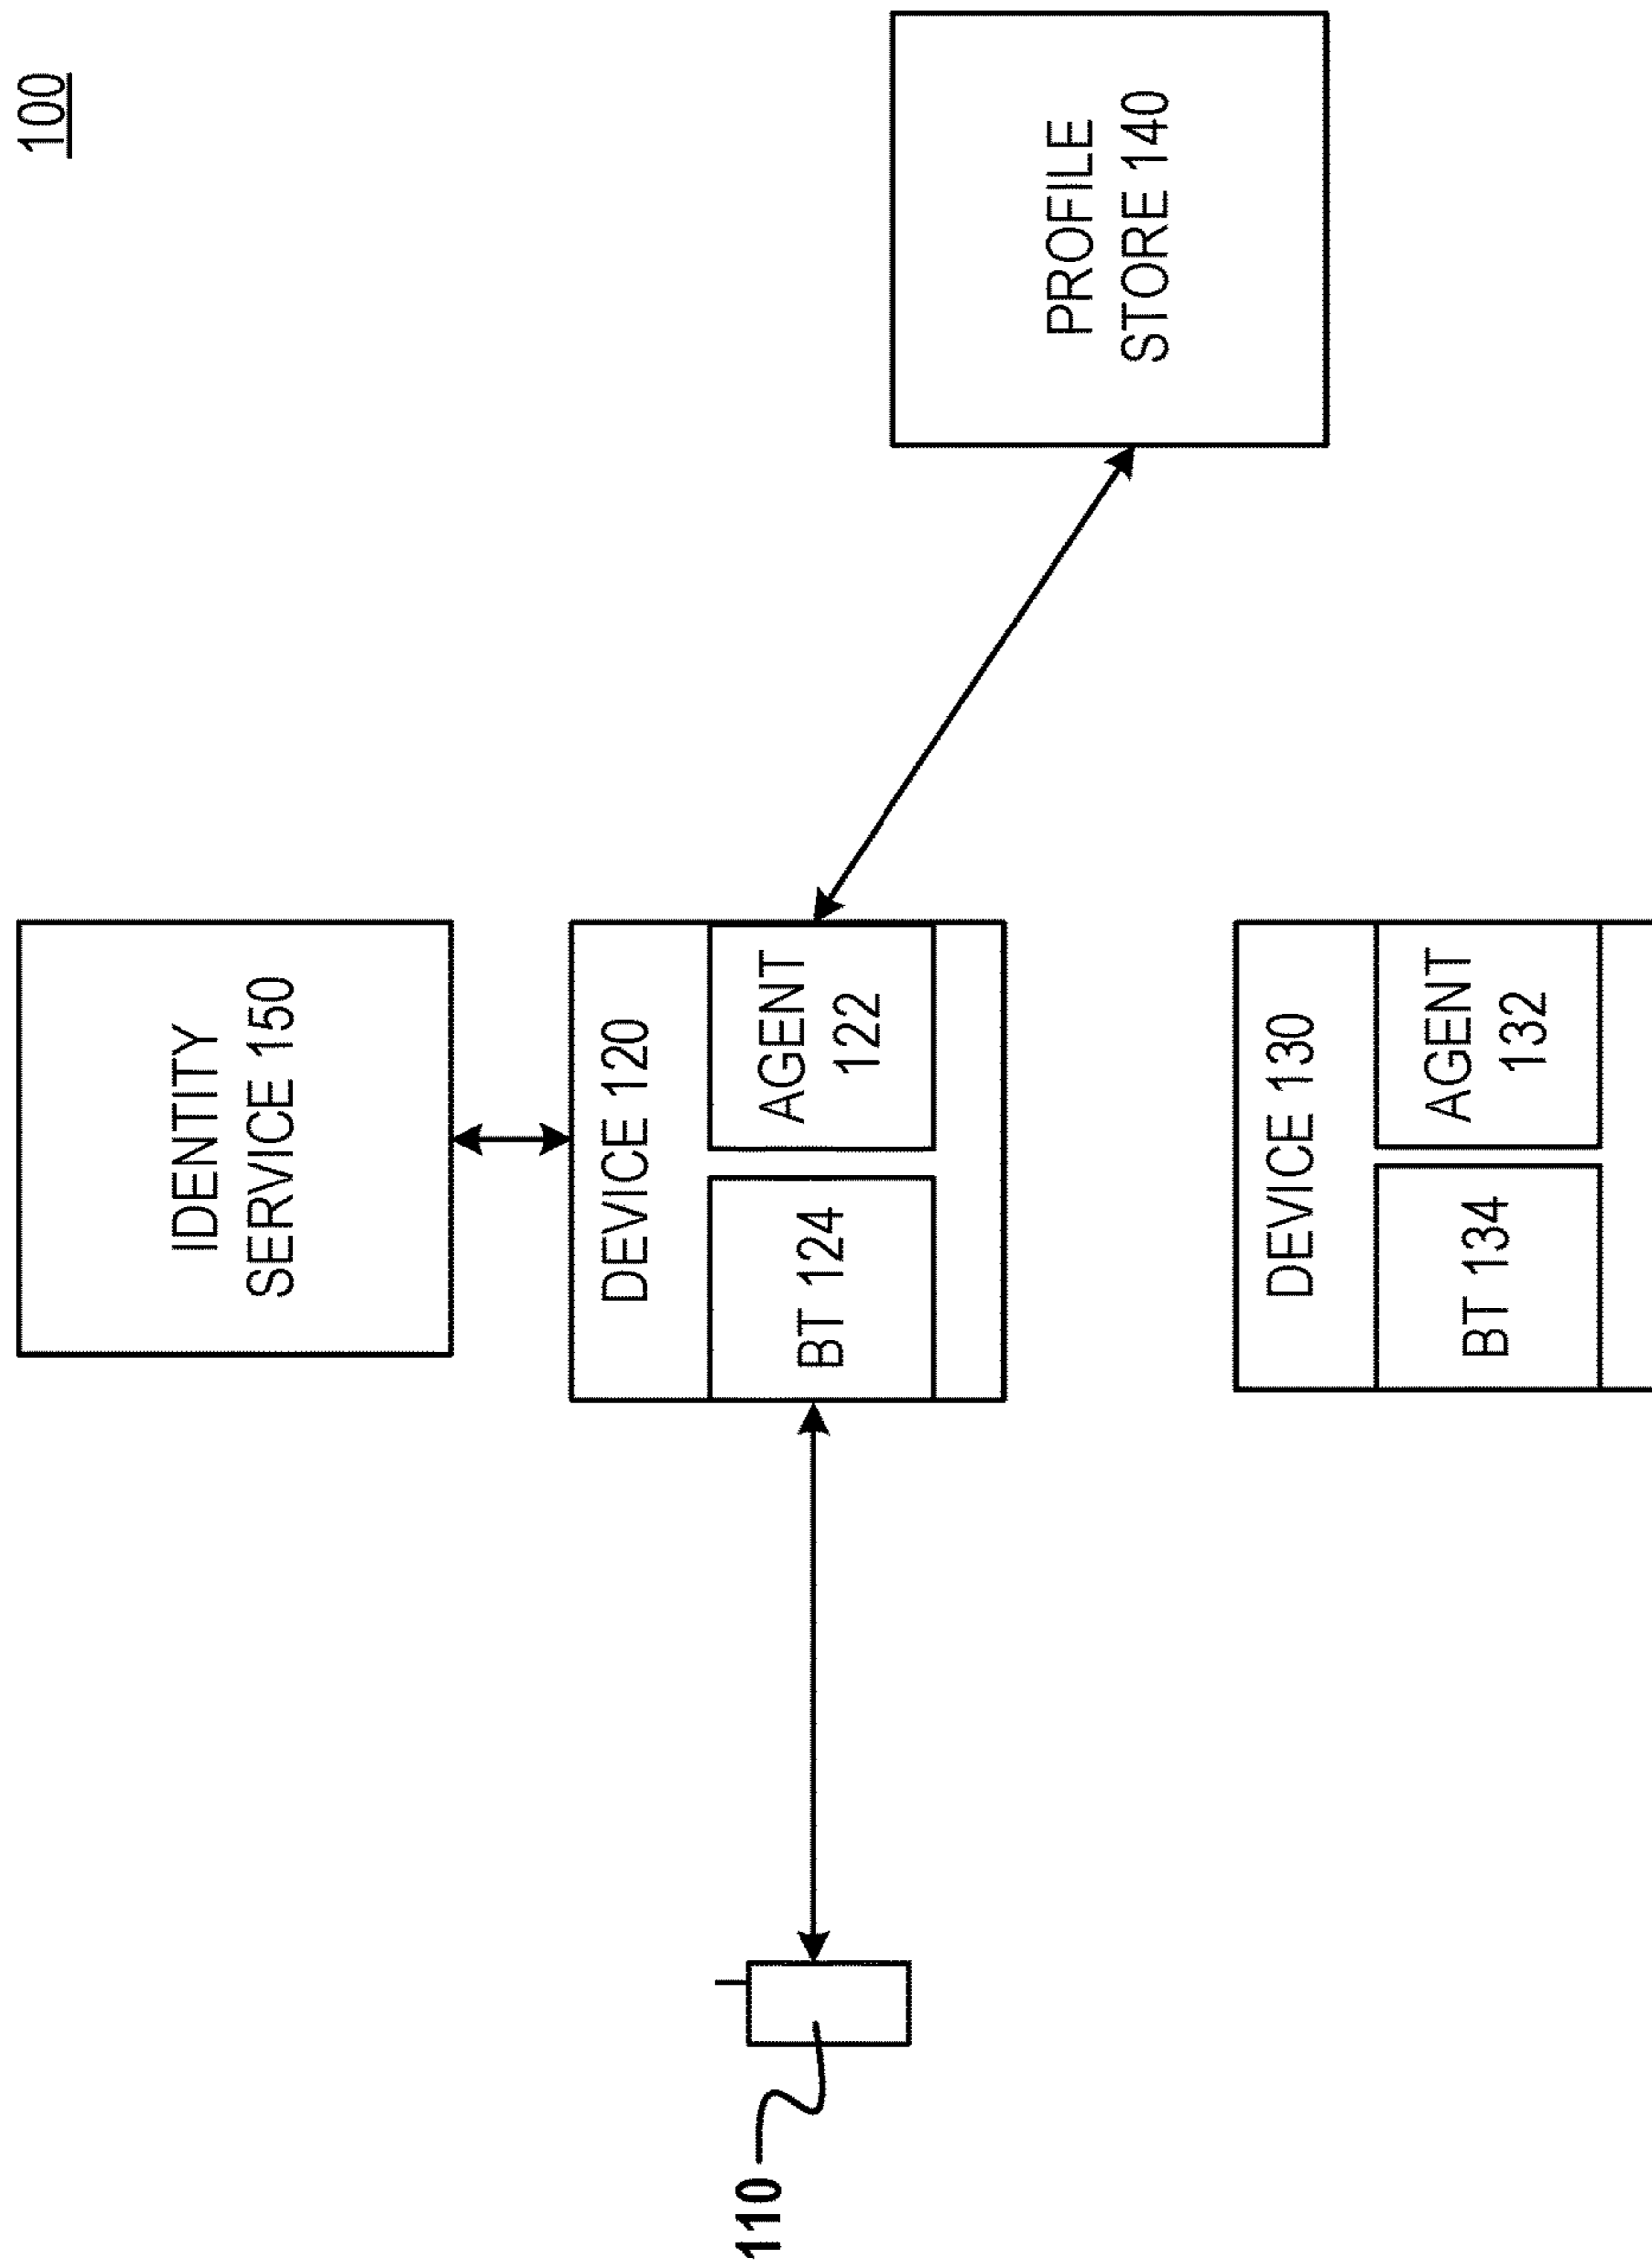 100
IDENTITY
SERVICE 150
DEVICE 120
BT 124
AGENT
122
110
PROFILE
STORE 140
DEVICE 130
BT 134
AGENT
132